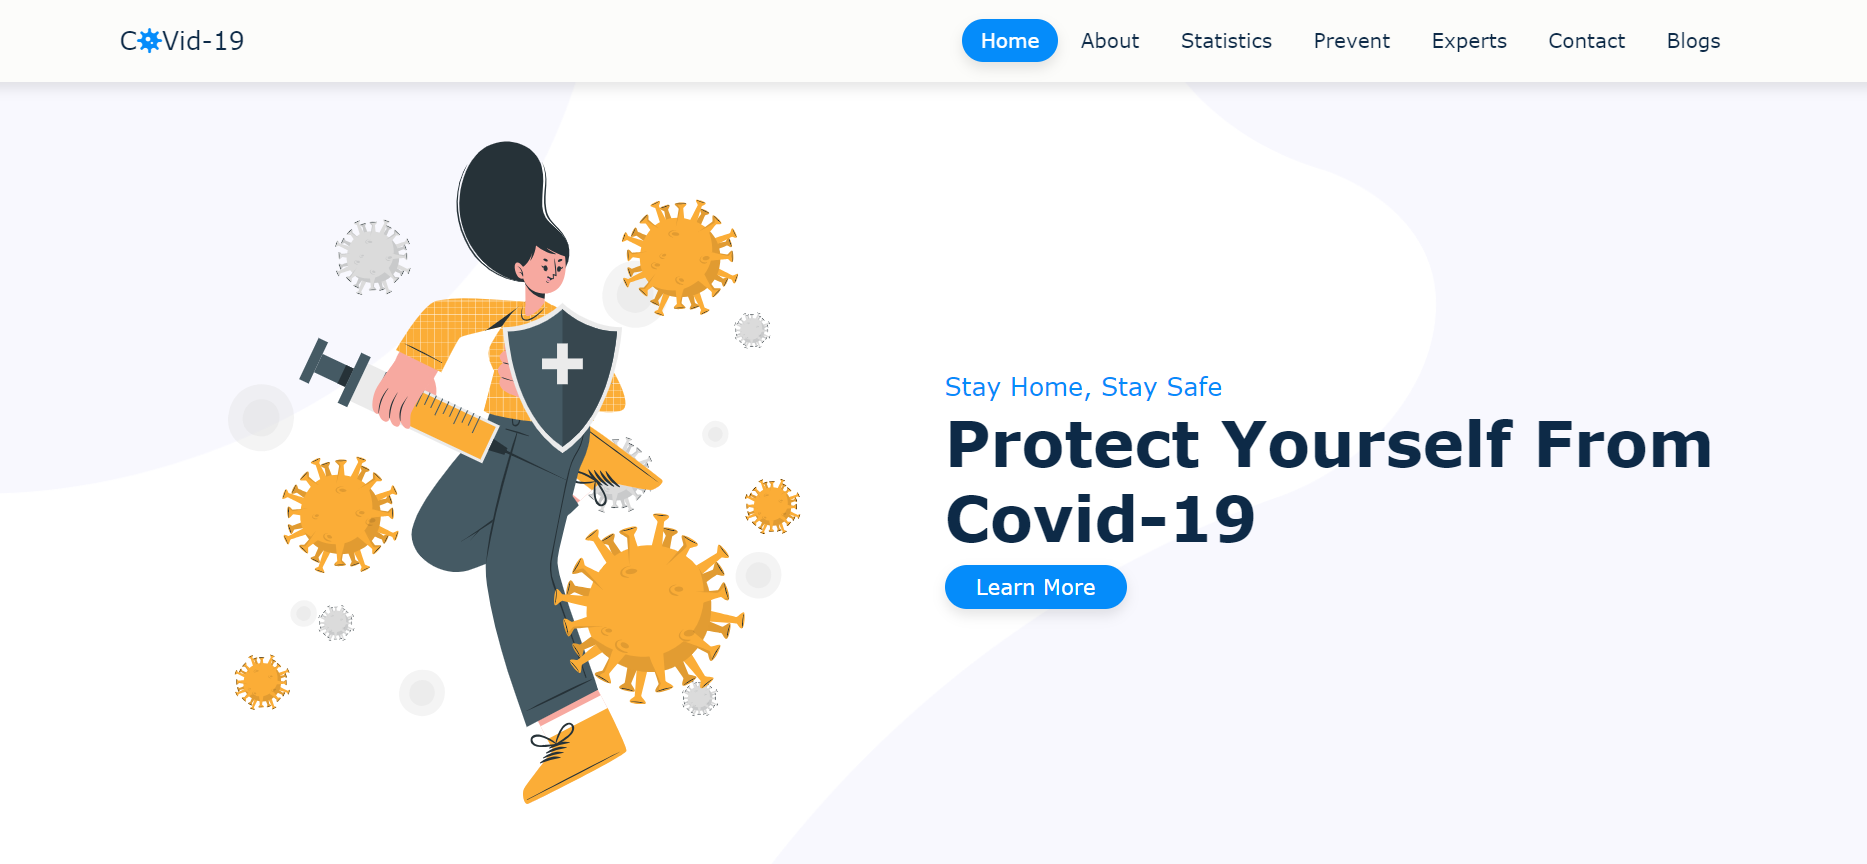 COVid-19
Home About Statistics Prevent Experts Contact Blogs
Stay Home, Stay Safe
Protect Yourself From
Covid-19
Learn More